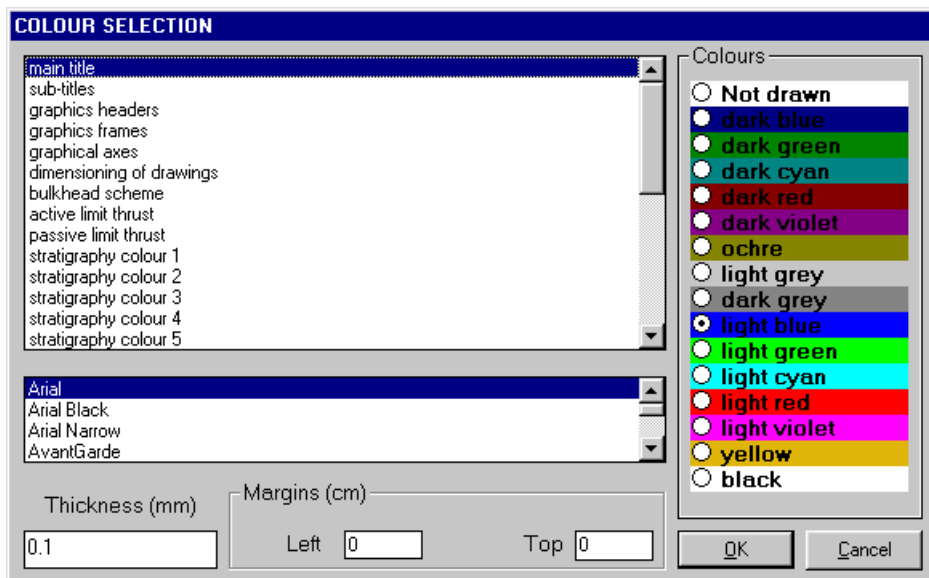 COLOUR SELECTION
main title
sub-titles
graphics headers
graphics frames
graphical axes
dimensioning of drawings
bulkhead scheme
active limit thrust
passive limit thrust
stratigraphy colour 1
stratigraphy colour 2
stratigraphy colour 3
stratigraphy colour 4
stratigraphy colour 5
Arial
Arial Black
Arial Narrow
AvantGarde
Thickness (mm)
0.1
Margins (cm)
Left 0
Top 0
Colours
Not drawn
dark blue
dark green
dark cyan
dark red
dark violet
ochre
light grey
dark grey
light blue
light green
light cyan
light red
light violet
yellow
black
OK
Cancel